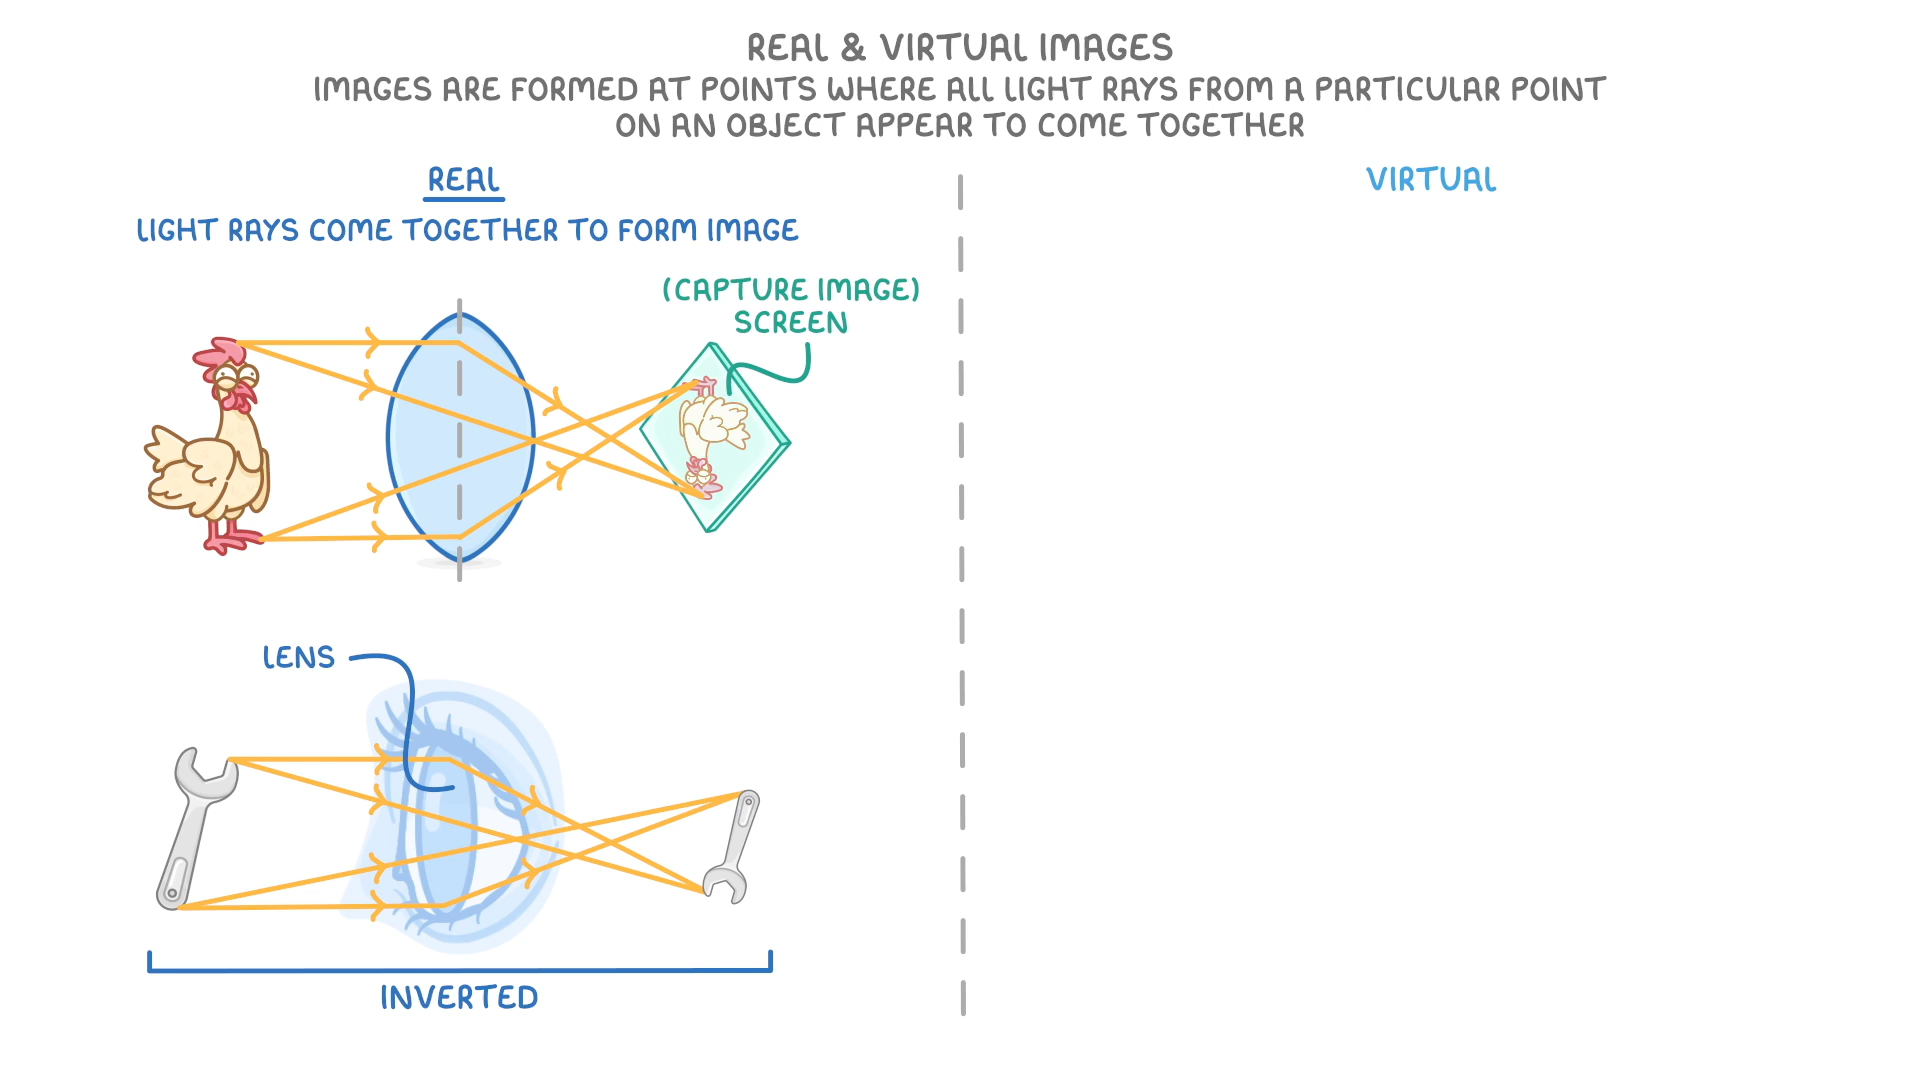 REAL & VIRTUAL IMAGES
IMAGES ARE FORMED AT POINTS WHERE ALL LIGHT RAYS FROM A PARTICULAR POINT
ON AN OBJECT APPEAR TO COME TOGETHER
REAL
LIGHT RAYS COME TOGETHER TO FORM IMAGE
(CAPTURE IMAGE)
SCREEN
LENS
INVERTED
VIRTUAL